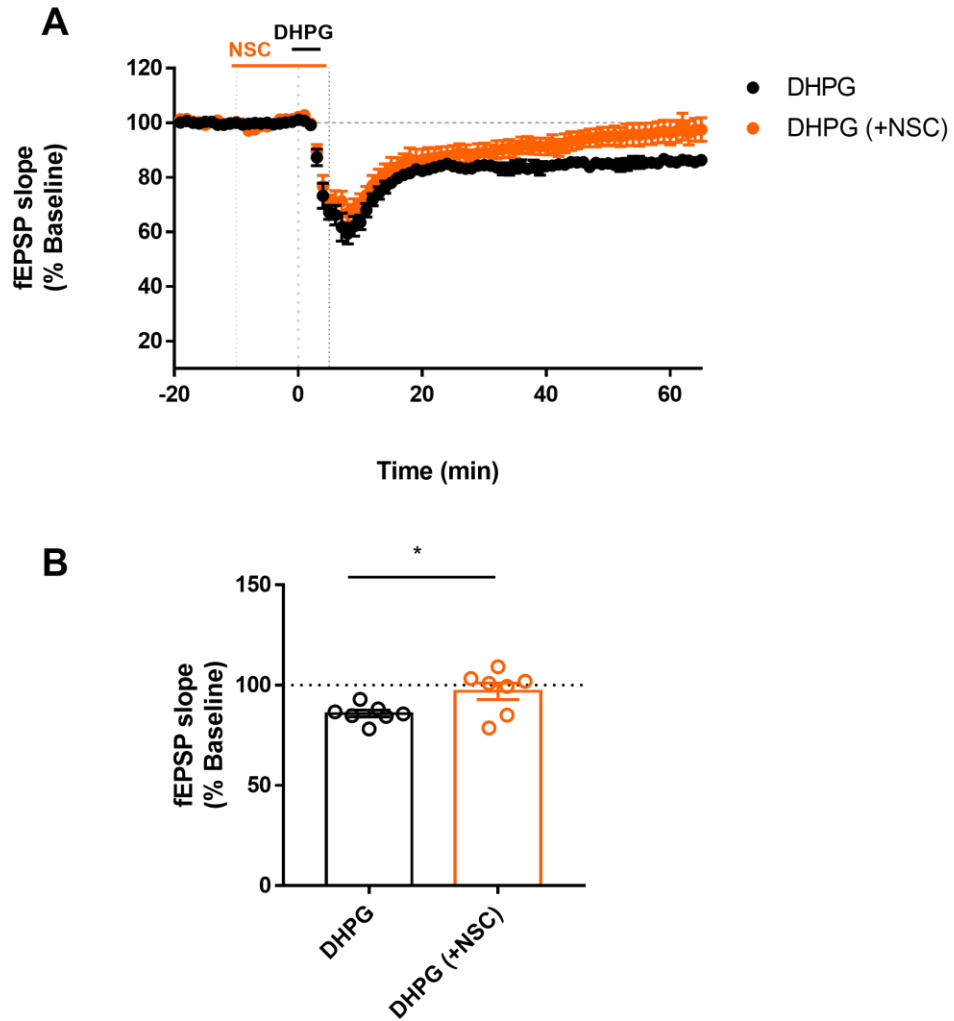 A
DHPG
NSC
120
100
80
60
40
20
-20 0 20 40 60
fEPSP slope
(% Baseline)
Time (min)
DHPG
DHPG (+NSC)
B
*
150
100
50
0
fEPSP slope
(% Baseline)
DHPG
DHPG (+NSC)